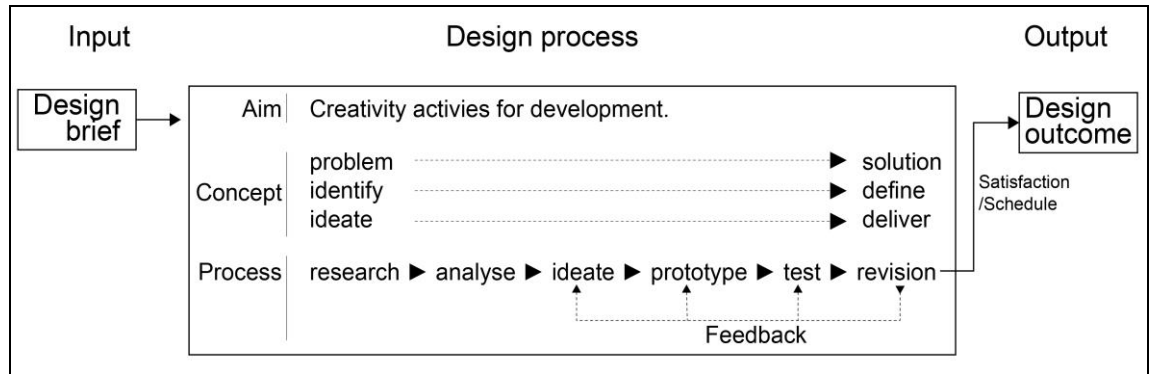 Input Design process Output
Design
brief
Aim Creativity activies for development.
Concept
problem solution
identify define
ideate deliver
Process research analyse ideate prototype test revision
Feedback
Design
outcome
Satisfaction
/Schedule